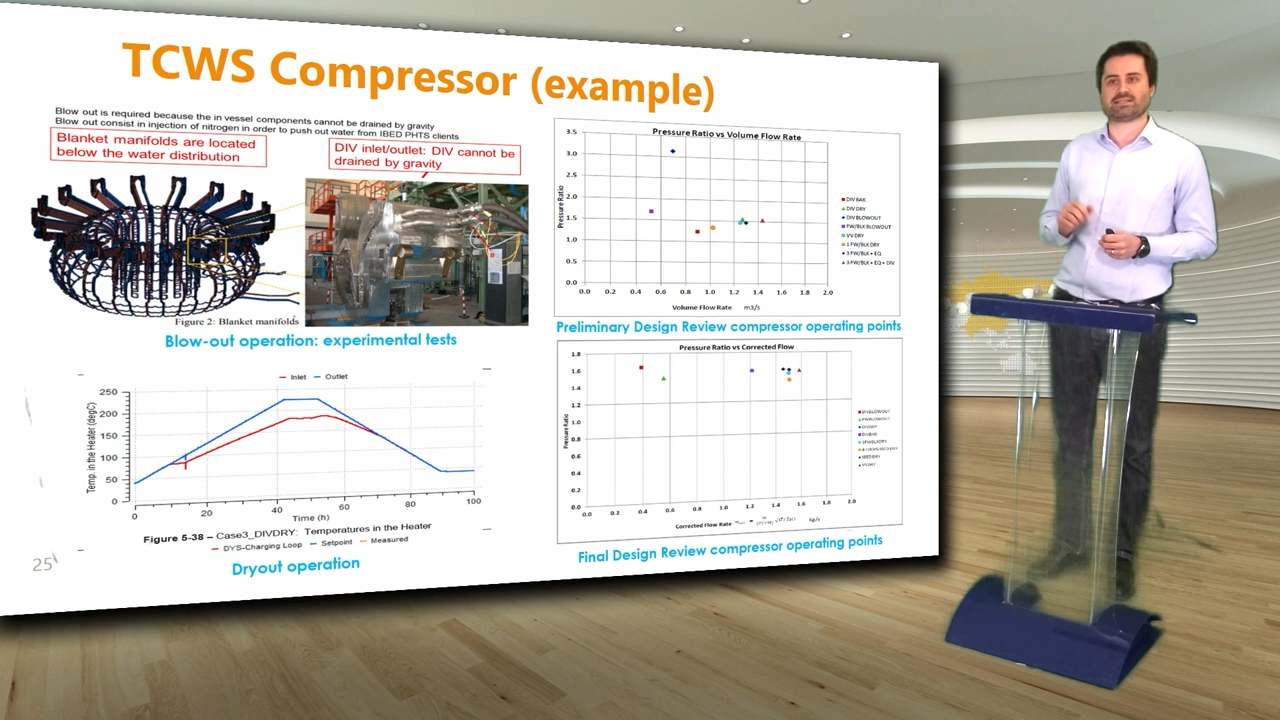 TCWS Compressor (example)
Blow out is required because the in vessel components cannot be drained by gravity
Blow out consist in injection of nitrogen in order to push out water from IBED PHTS clients
Blanket manifolds are located
below the water distribution
DIV inlet/outlet: DIV cannot be
drained by gravity
Figure 2: Blanket manifolds
Blow-out operation: experimental tests
Inlet Outlet
Temp. in the Heater (degC)
250
200
150
100
50
0
0 20 40 60 80 100
Time (h)
Figure 5-38 – Case3_DIVDRY: Temperatures in the Heater
DYS-Charging Loop Setpoint Measured
Dryout operation
25
Pressure Ratio vs Volume Flow Rate
Pressure Ratio
3.5
3.0
2.5
2.0
1.5
1.0
0.5
0.0
0.0 0.2 0.4 0.6 0.8 1.0 1.2 1.4 1.6 1.8 2.0
Volume Flow Rate m3/s
DIV BAK
DIV DRY
DIV BLOWOUT
FW/BLK BLOWOUT
VV DRY
1 FW/BLK DRY
3 FW/BLK + EQ
3 FW/BLK + EQ + DIV
Preliminary Design Review compressor operating points
Pressure Ratio vs Corrected Flow
Pressure Ratio
1.8
1.6
1.4
1.2
1.0
0.8
0.6
0.4
0.2
0.0
0.0 0.2 0.4 0.6 0.8 1.0 1.2 1.4 1.6 1.8 2.0
Corrected Flow Rate kg/s
Final Design Review compressor operating points